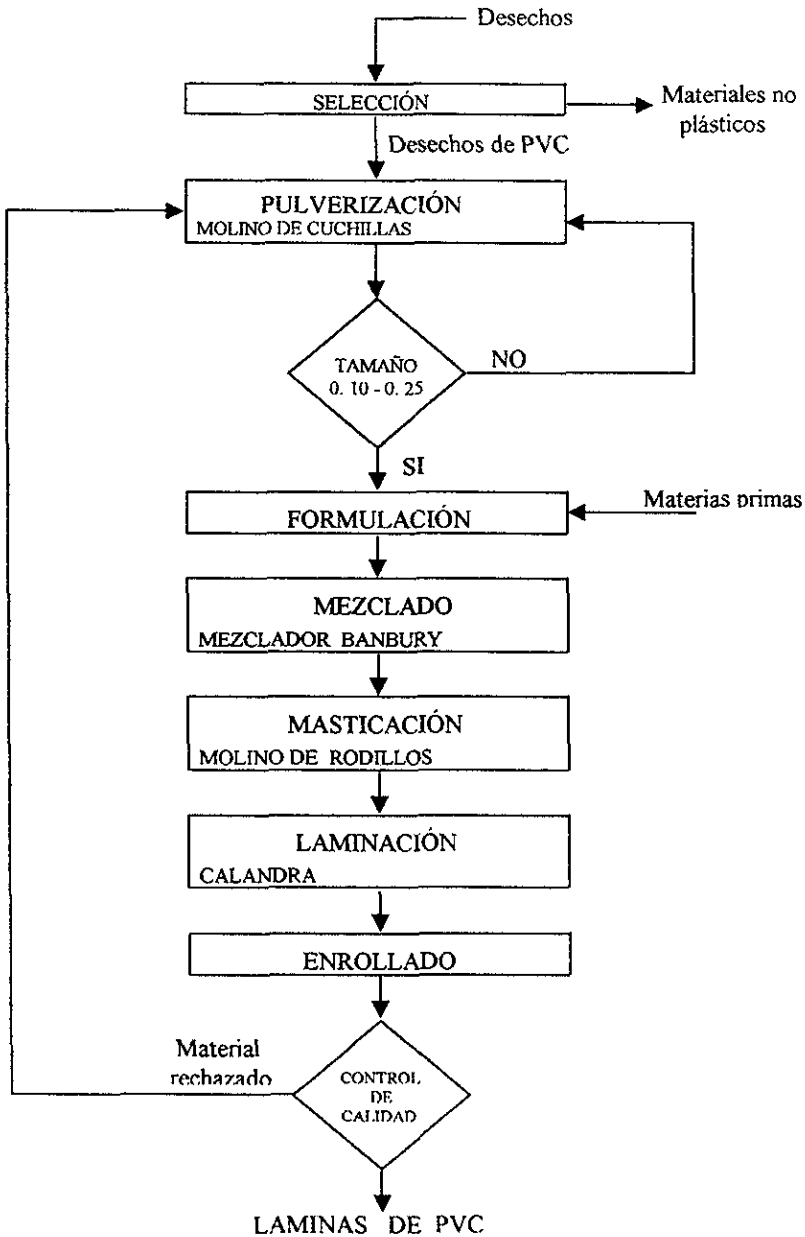 Desechos
SELECCIÓN
Materiales no
plásticos
Desechos de PVC
PULVERIZACIÓN
MOLINO DE CUCHILLAS
TAMAÑO
0. 10 - 0. 25
NO
SI
Materias primas
FORMULACIÓN
MEZCLADO
MEZCLADOR BANBURY
MASTICACIÓN
MOLINO DE RODILLOS
LAMINACIÓN
CALANDRA
ENROLLADO
Material
rechazado
CONTROL
DE
CALIDAD
LAMINAS DE PVC